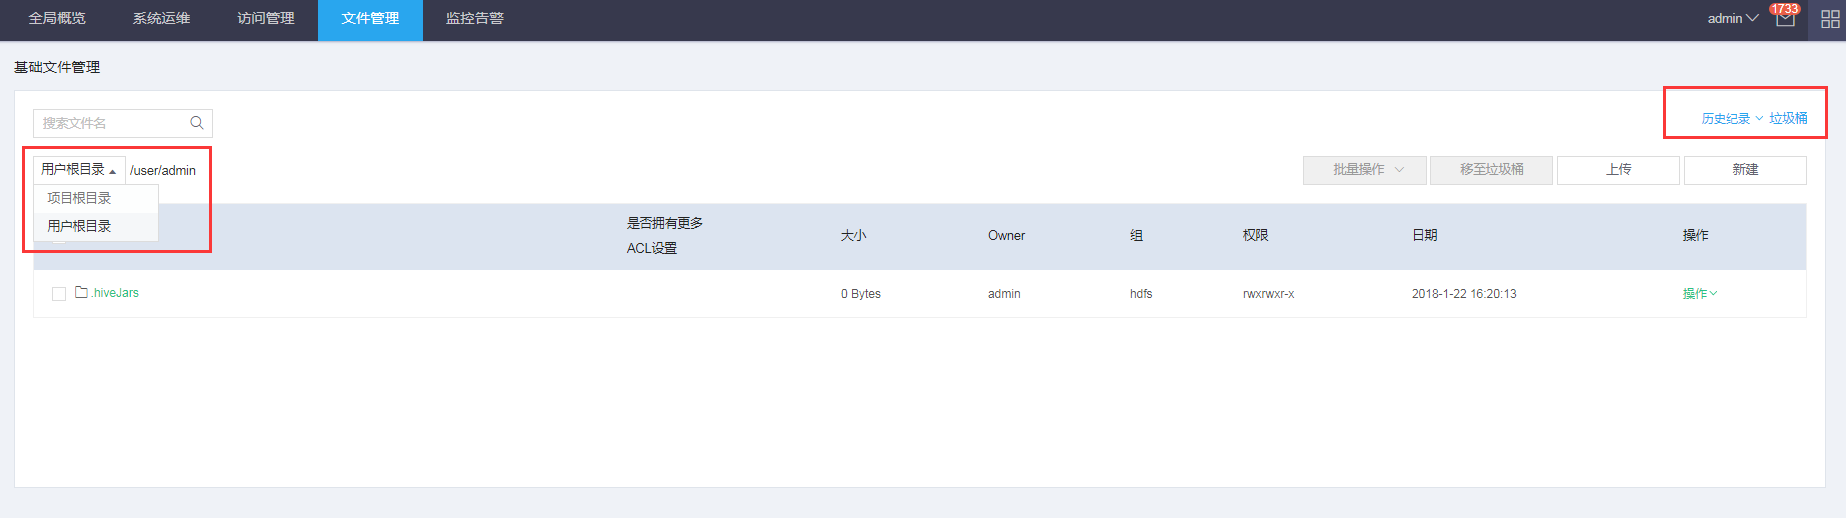 全局概览 系统运维 访问管理 文件管理 监控告警 admin 1733
基础文件管理
搜索文件名 历史纪录 垃圾桶
用户根目录 /user/admin 批量操作 移至垃圾桶 上传 新建
项目根目录
用户根目录
是否拥有更多
ACL设置 大小 Owner 组 权限 日期 操作
.hiveJars 0 Bytes admin hdfs rwxrwxr-x 2018-1-22 16:20:13 操作